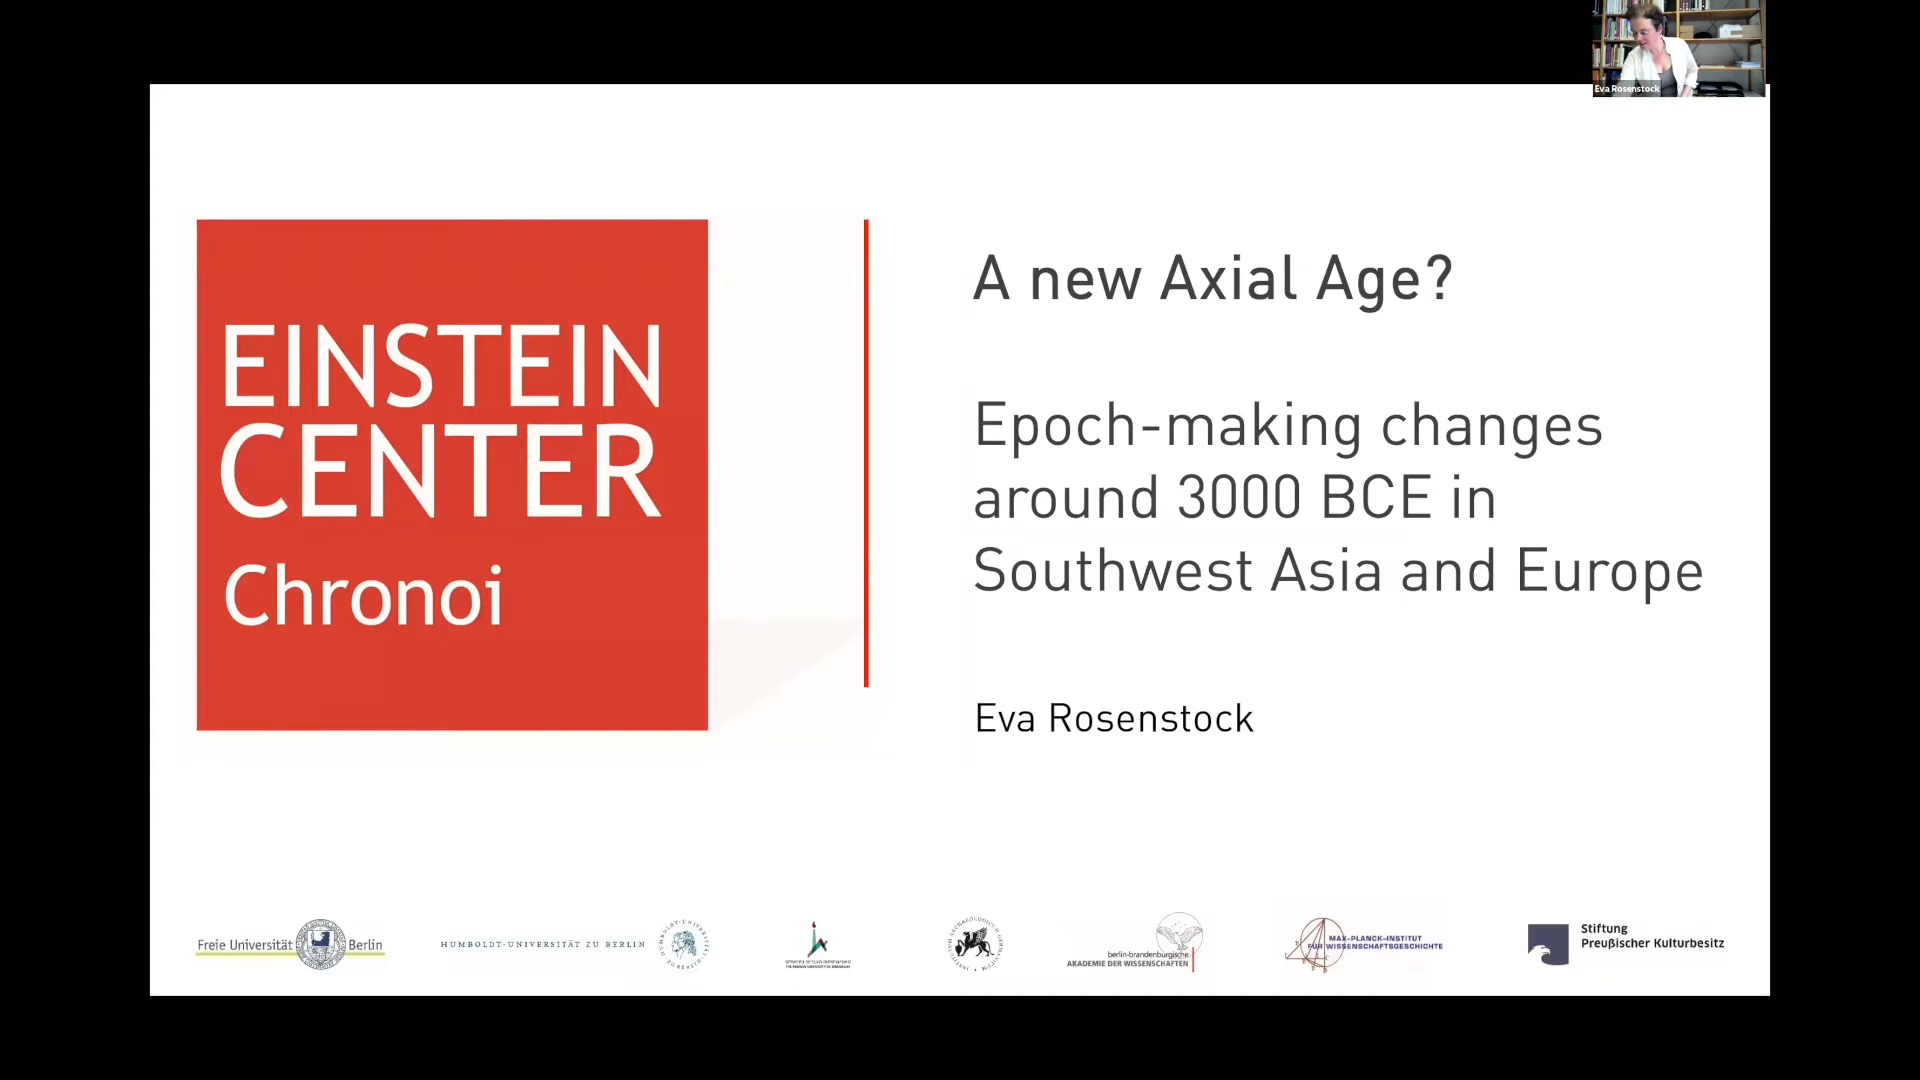 Eva Rosenstock
EINSTEIN
CENTER
Chronoi
A new Axial Age?
Epoch-making changes
around 3000 BCE in
Southwest Asia and Europe
Eva Rosenstock
Freie Universität Berlin
HUMBOLDT-UNIVERSITÄT ZU BERLIN
berlin-brandenburgische
AKADEMIE DER WISSENSCHAFTEN
MAX-PLANCK-INSTITUT
FÜR WISSENSCHAFTSGESCHICHTE
Stiftung
Preußischer Kulturbesitz